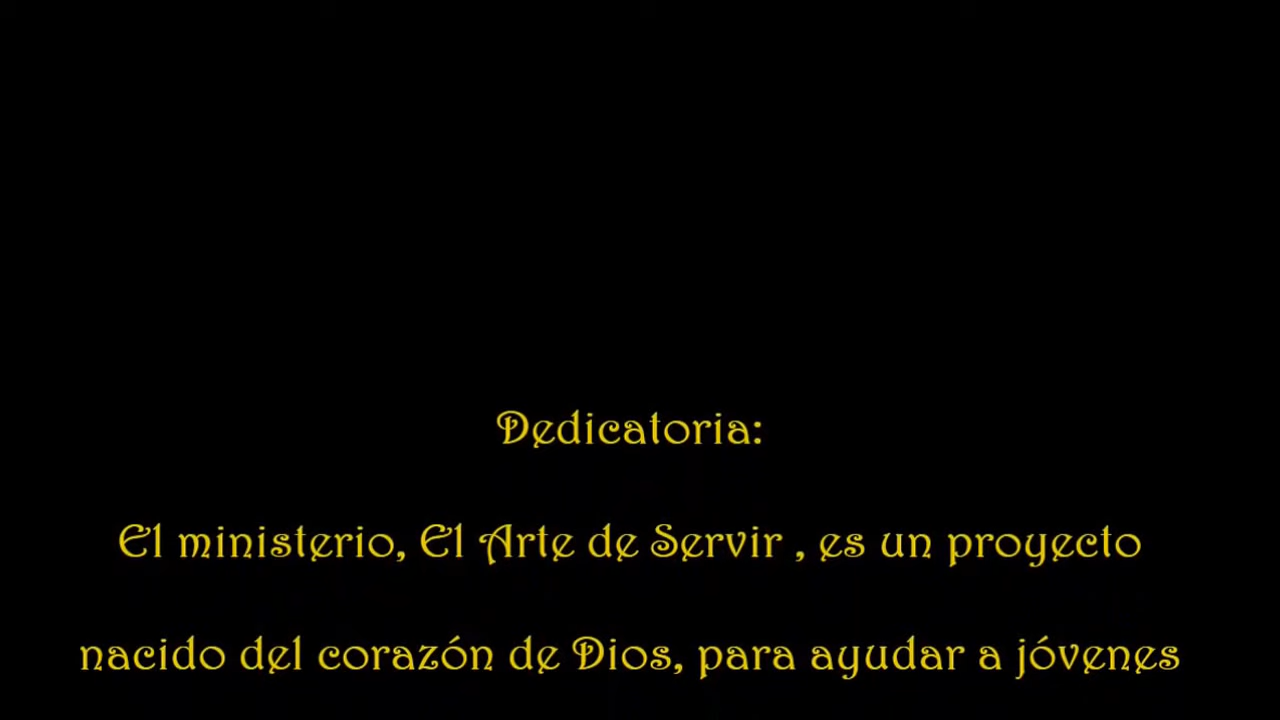 Dedicatoria:
El ministerio, El Arte de Servir , es un proyecto
nacido del corazón de Dios, para ayudar a jóvenes